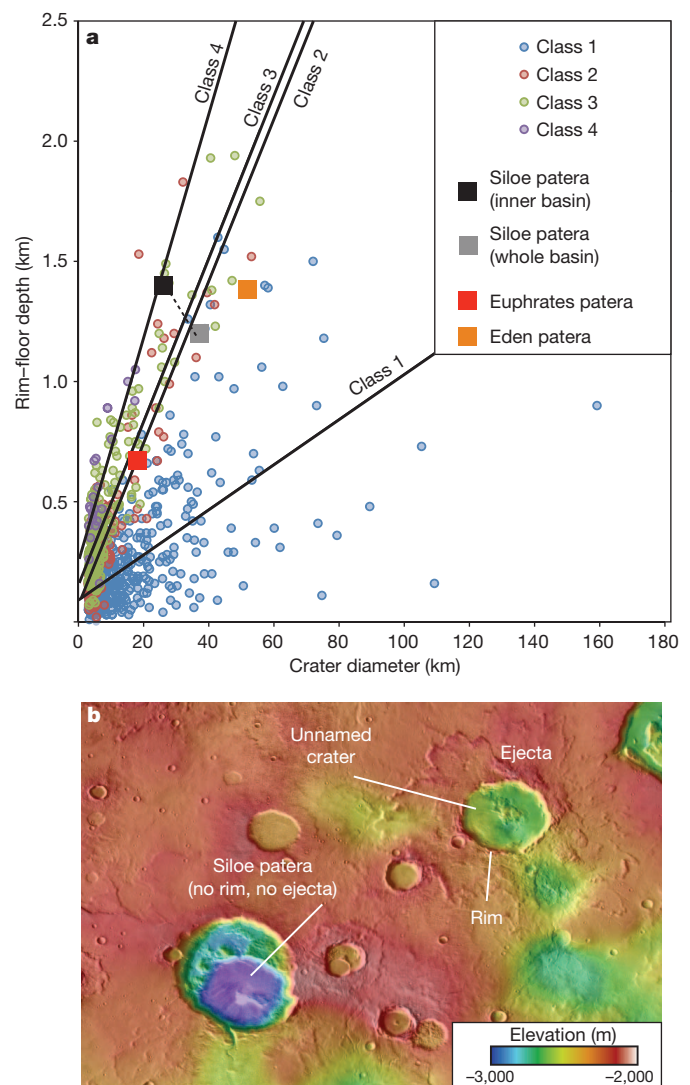 a
2.5
2.0
1.5
1.0
0.5
Rim–floor depth (km)
Class 4
Class 3
Class 2
Class 1
Class 1
Class 2
Class 3
Class 4
Siloe patera
(inner basin)
Siloe patera
(whole basin)
Euphrates patera
Eden patera
0 20 40 60 80 100 120 140 160 180
Crater diameter (km)
b
Unnamed
crater
Ejecta
Siloe patera
(no rim, no ejecta)
Rim
Elevation (m)
–3,000 –2,000